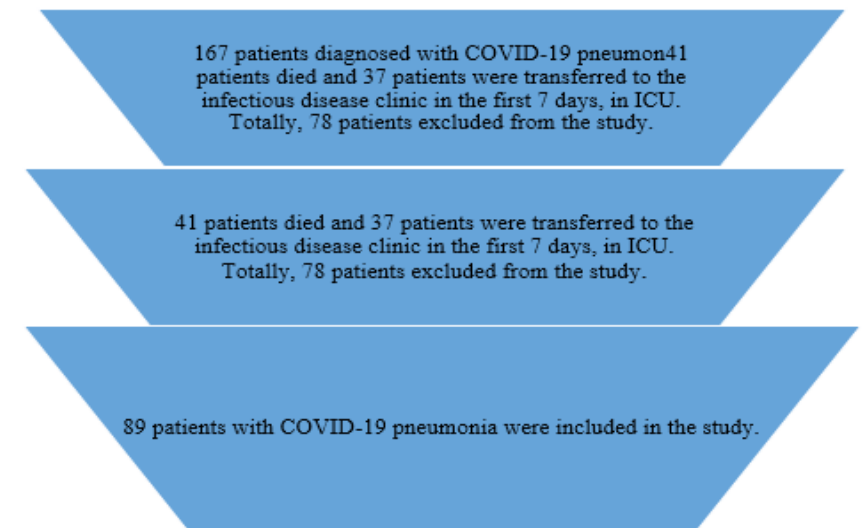 167 patients diagnosed with COVID-19 pneumon41
patients died and 37 patients were transferred to the
infectious disease clinic in the first 7 days, in ICU.
Totally, 78 patients excluded from the study.
41 patients died and 37 patients were transferred to the
infectious disease clinic in the first 7 days, in ICU.
Totally, 78 patients excluded from the study.
89 patients with COVID-19 pneumonia were included in the study.